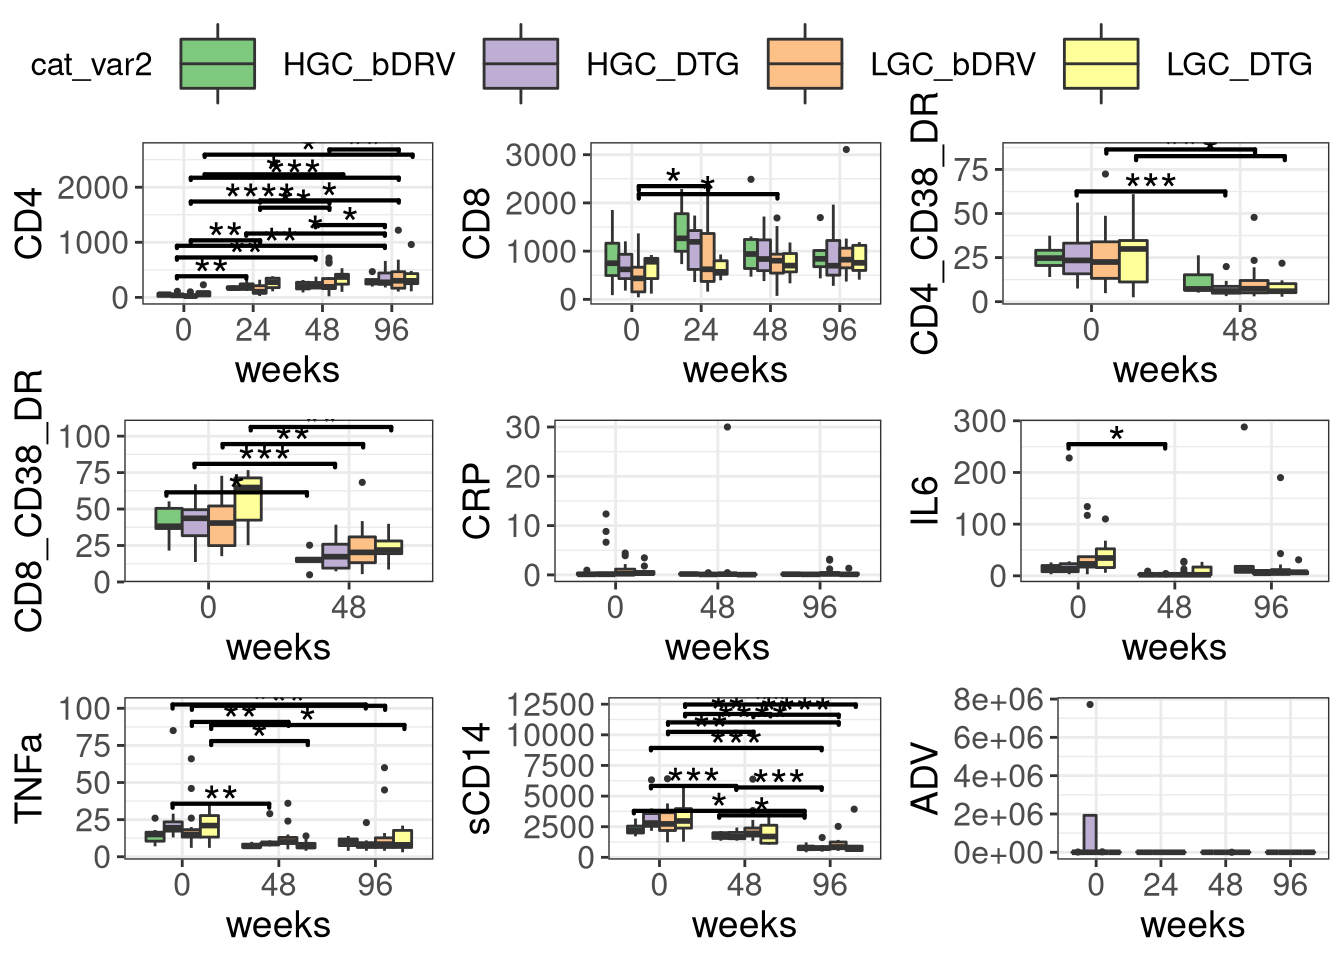 cat_var2 HGC_bDRV HGC_DTG LGC_bDRV LGC_DTG
CD4
2000
1000
0
0 24 48 96
weeks
CD8
3000
2000
1000
0
0 24 48 96
weeks
CD4_CD38_DR
75
50
25
0
***
0 48
weeks
CD8_CD38_DR
100
75
50
25
0
**
***
*
0 48
weeks
CRP
30
20
10
0
0 48 96
weeks
IL6
300
200
100
0
*
0 48 96
weeks
TNFa
100
75
50
25
0
**
*
*
**
0 48 96
weeks
sCD14
12500
10000
7500
5000
2500
0
***
*** ***
* *
0 48 96
weeks
ADV
8e+06
6e+06
4e+06
2e+06
0e+00
0 24 48 96
weeks